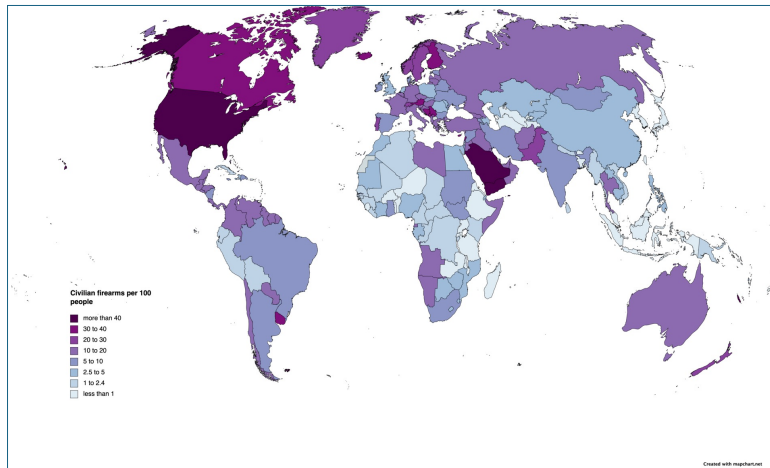 Civilian firearms per 100
people
more than 40
30 to 40
20 to 30
10 to 20
5 to 10
2.5 to 5
1 to 2.4
less than 1
Created with mapchart.net